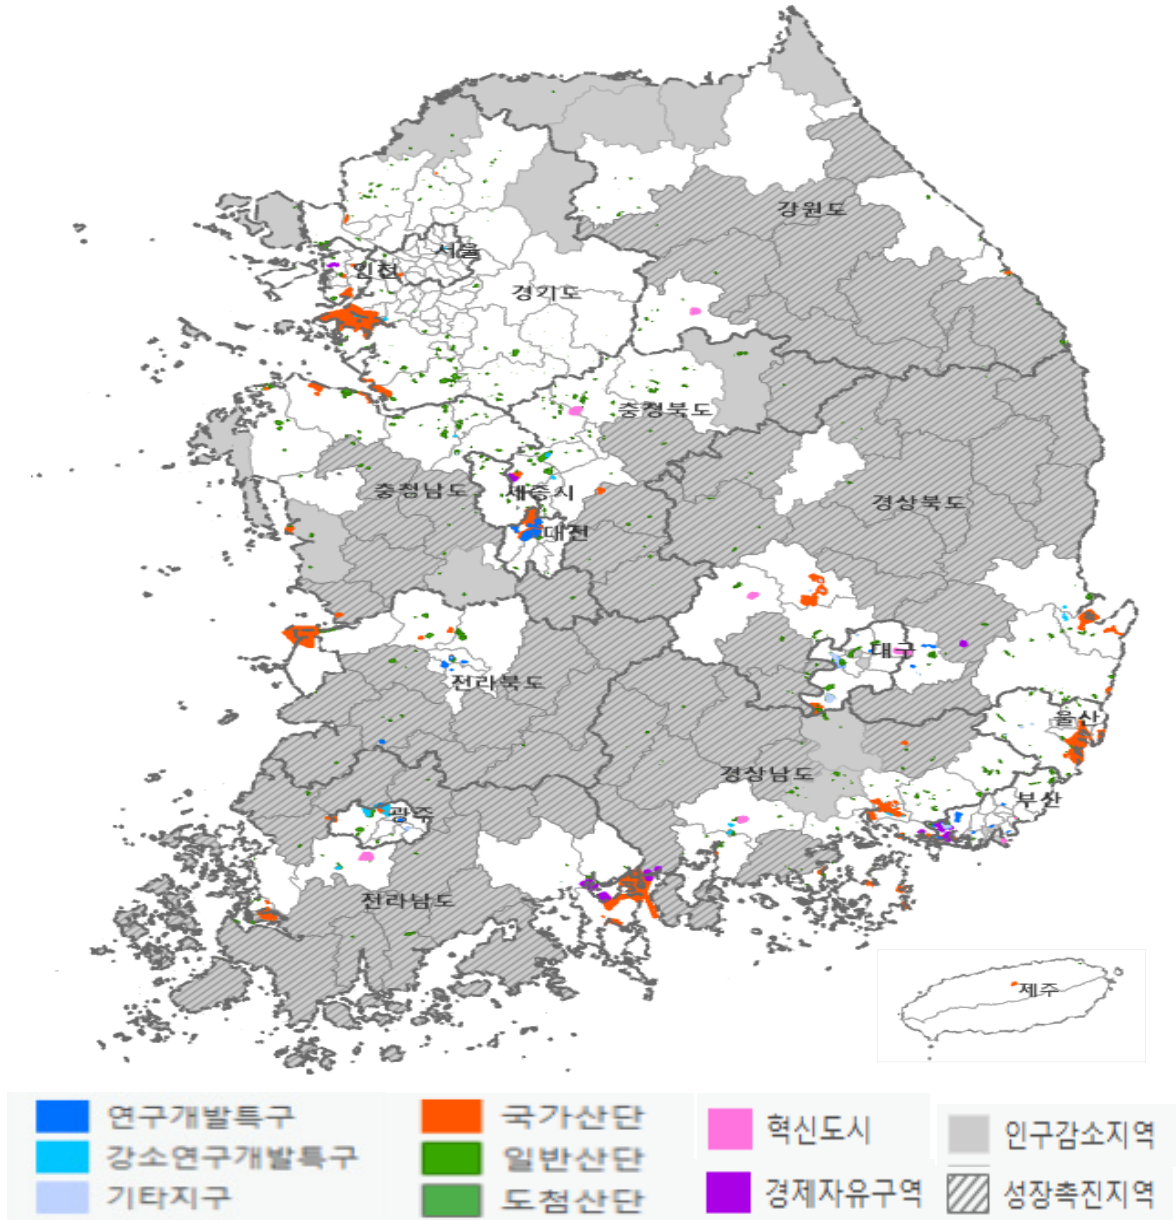 강원도
서울
인천
경기도
충청북도
충청남도
세종시
경상북도
대전
대구
전라북도
울산
경상남도
부산
광주
전라남도
제주
연구개발특구
국가산단
혁신도시
인구감소지역
강소연구개발특구
일반산단
기타지구
도첨산단
경제자유구역
성장촉진지역